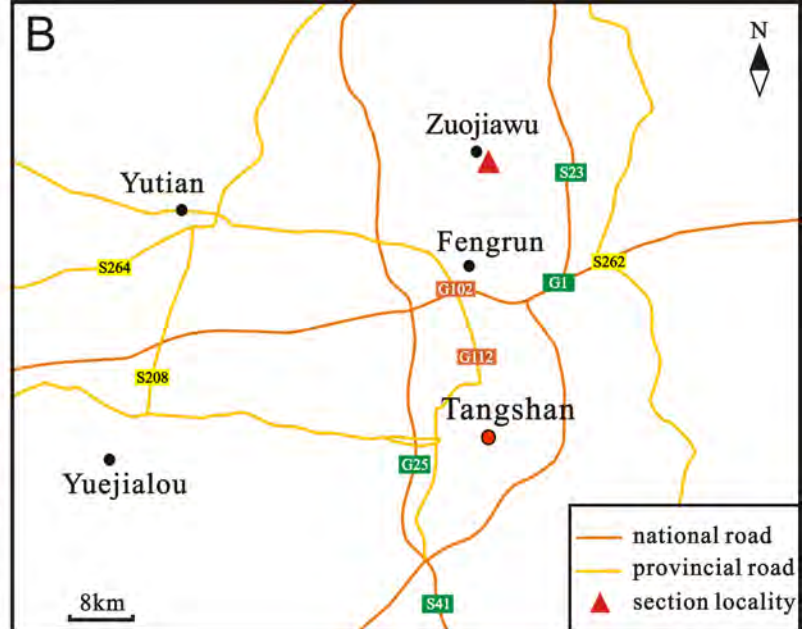 B
N
Zuojiawu
S23
Yutian
Fengrun
S264
S262
G1
G102
G112
S208
Tangshan
Yuejialou
G25
national road
provincial road
section locality
8km
S41